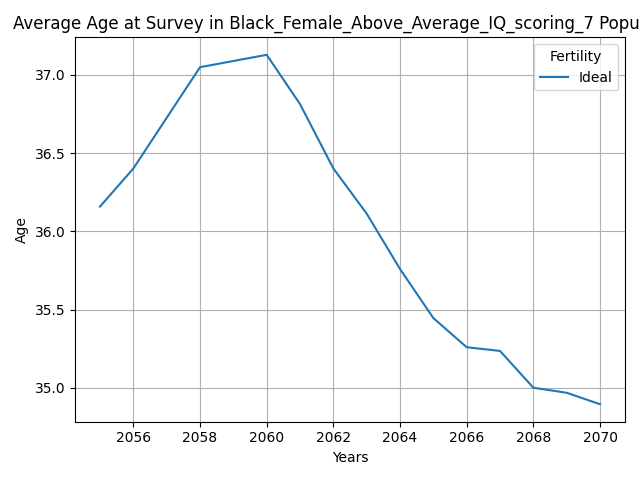 Average Age at Survey in Black_Female_Above_Average_IQ_scoring_7 Popu
Fertility
Ideal
37.0
36.5
36.0
35.5
35.0
Age
2056 2058 2060 2062 2064 2066 2068 2070
Years